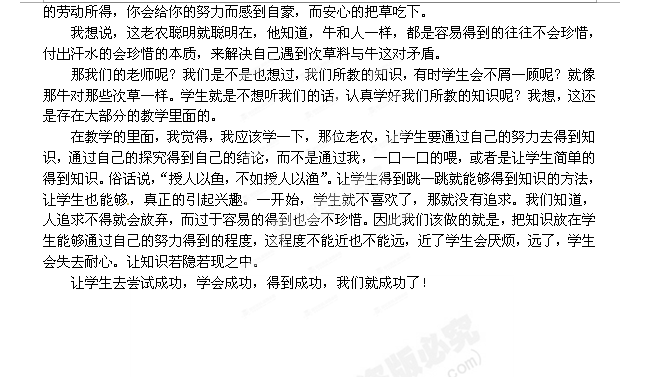 的劳动所得，你会给你的努力而感到自蒙，而安心的把草吃下。
我想说，这老农聪明就聪明在，他知道，牛和人一样，都是容易得到的往往不会珍惜，
付出汗水的会珍惜的本质，来解决自己遇到次草料与牛这对矛盾。
那我们的老师呢？我们是不是也想过，我们所教的知识，有时学生会不屑一顾呢？就像
那牛对那些次草一样。学生就是不想听我们的话，认真学好我们所教的知识呢？我想，这还
是存在大部分的教学里面的。
在教学的里面，我觉得，我应该学一下，那位老农，让学生要通过自己的努力去得到知
识，通过自己的探究得到自己的结论，而不是通过我，一口一口的喂，或者是让学生简单的
得到知识。俗话说，“授人以鱼，不如授人以渔”。让学生得到跳一跳就能够得到知识的方法，
让学生也能够，真正的引起兴趣。一开始，学生就不喜欢了，那就没有追求。我们知道，
人追求不得就会放弃，而过于容易的得到也会不珍惜。因此我们该做的就是，把知识放在学
生能够通过自己的努力得到的程度，这程度不能近也不能远，近了学生会厌烦，远了，学生
会失去耐心。让知识若隐若现之中。
让学生去尝试成功，学会成功，得到成功，我们就成功了！
版必究
.com)